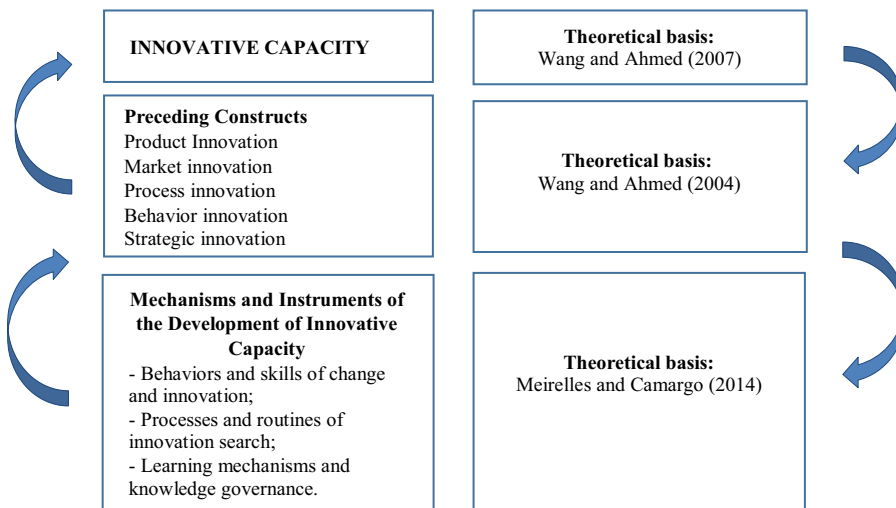 INNOVATIVE CAPACITY
Theoretical basis:
Wang and Ahmed (2007)
Preceding Constructs
Product Innovation
Market innovation
Process innovation
Behavior innovation
Strategic innovation
Theoretical basis:
Wang and Ahmed (2004)
Mechanisms and Instruments of
the Development of Innovative
Capacity
- Behaviors and skills of change
and innovation;
- Processes and routines of
innovation search;
- Learning mechanisms and
knowledge governance.
Theoretical basis:
Meirelles and Camargo (2014)